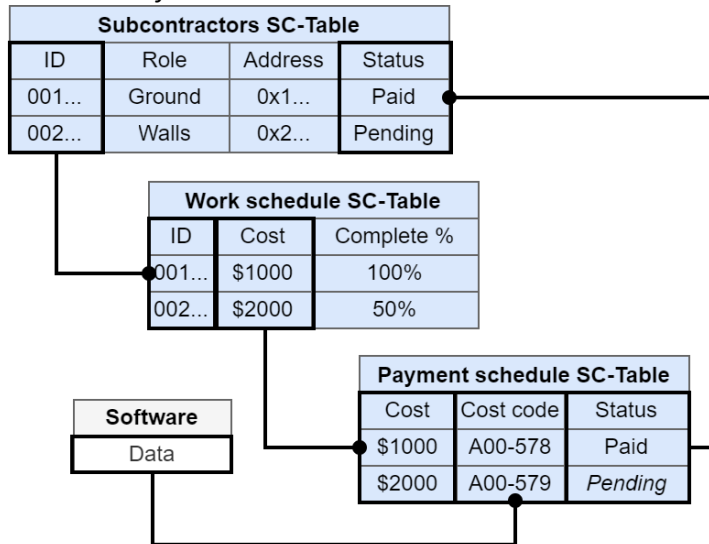 Subcontractors SC-Table
ID Role Address Status
001... Ground 0x1... Paid
002... Walls 0x2... Pending
Work schedule SC-Table
ID Cost Complete %
001... $1000 100%
002... $2000 50%
Payment schedule SC-Table
Cost Cost code Status
$1000 A00-578 Paid
$2000 A00-579 Pending
Software
Data